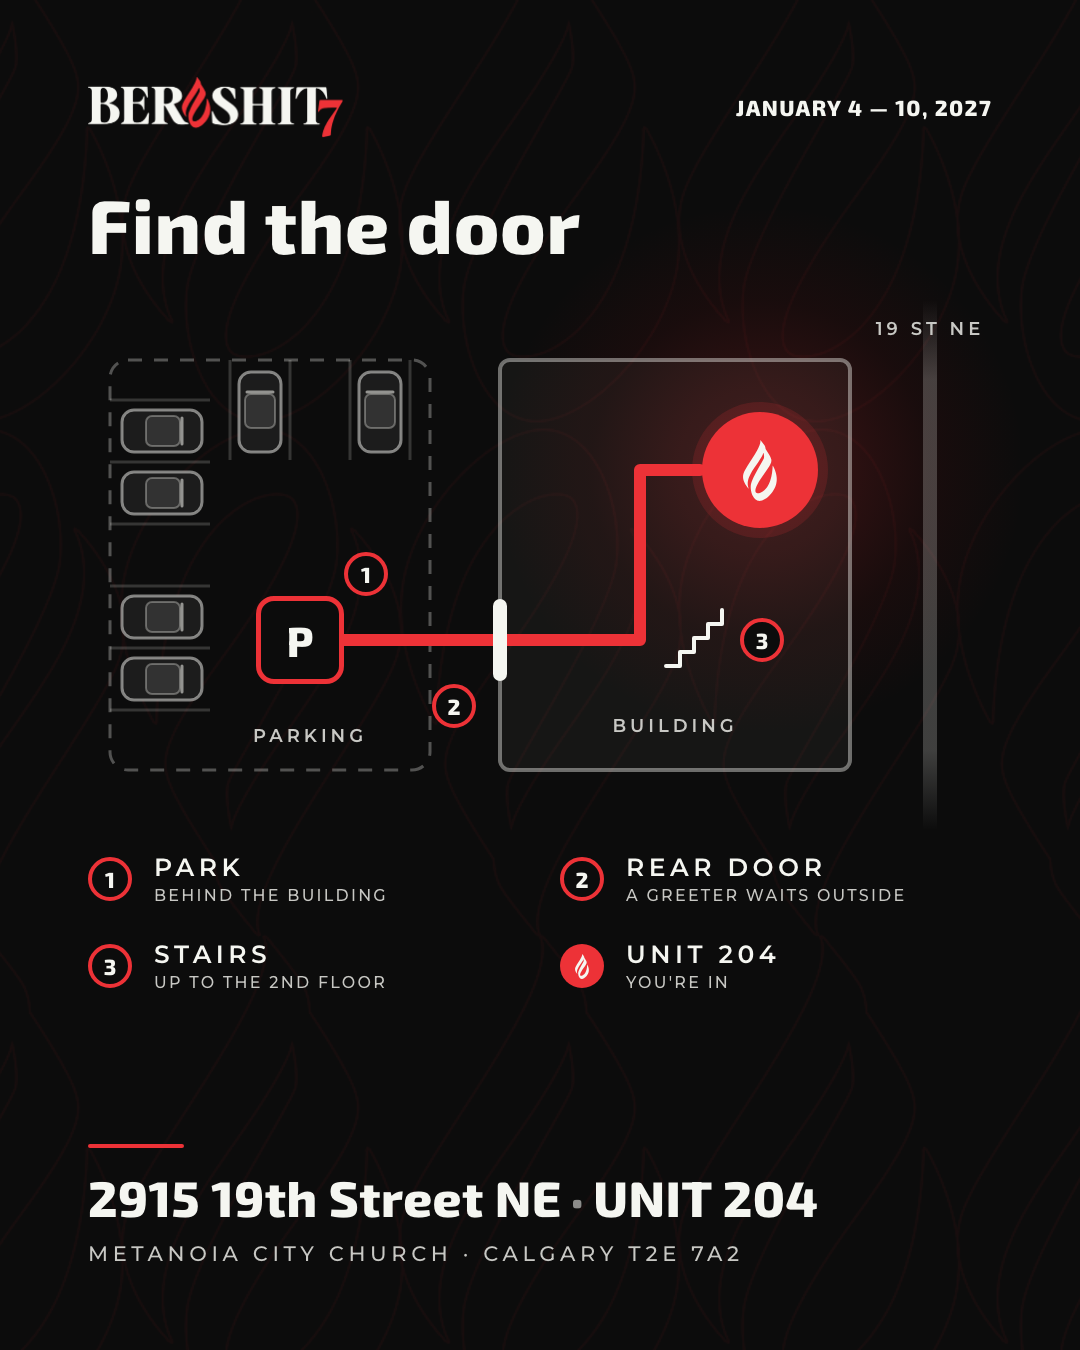 BERSHIT7
JANUARY 4 — 10, 2027
Find the door
19 ST NE
1
P
2
3
PARKING
BUILDING
1 PARK
BEHIND THE BUILDING
2 REAR DOOR
A GREETER WAITS OUTSIDE
3 STAIRS
UP TO THE 2ND FLOOR
UNIT 204
YOU'RE IN
2915 19th Street NE · UNIT 204
METANOIA CITY CHURCH · CALGARY T2E 7A2